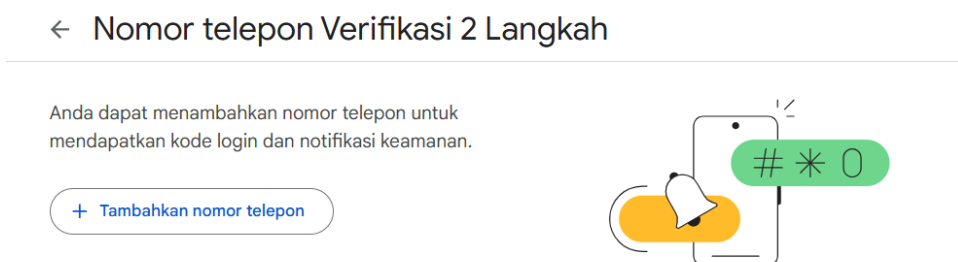 Nomor telepon Verifikasi 2 Langkah
Anda dapat menambahkan nomor telepon untuk
mendapatkan kode login dan notifikasi keamanan.
+ Tambahkan nomor telepon
# * 0